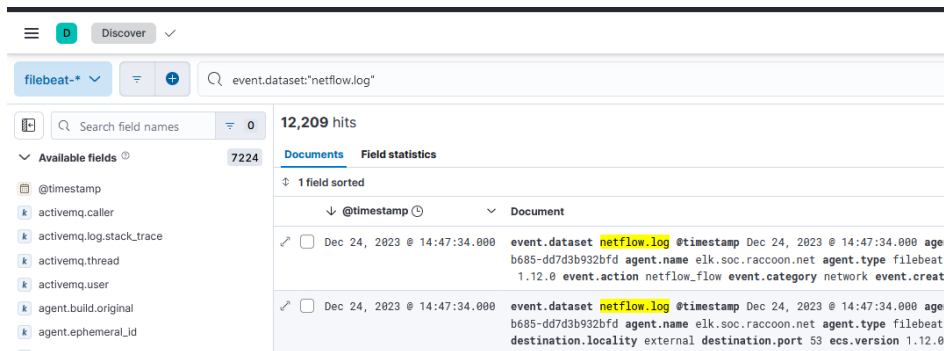 D Discover
filebeat-* event.dataset:"netflow.log"
Search field names 0
12,209 hits
Available fields 7224
Documents Field statistics
1 field sorted
@timestamp Document
@timestamp
k activemq.caller
k activemq.log.stack_trace
k activemq.thread
k activemq.user
k agent.build.original
k agent.ephemeral_id
Dec 24, 2023 @ 14:47:34.000 event.dataset netflow.log @timestamp Dec 24, 2023 @ 14:47:34.000 age
b685-dd7d3b932bfd agent.name elk.soc.raccoon.net agent.type filebeat
1.12.0 event.action netflow_flow event.category network event.creat
Dec 24, 2023 @ 14:47:34.000 event.dataset netflow.log @timestamp Dec 24, 2023 @ 14:47:34.000 age
b685-dd7d3b932bfd agent.name elk.soc.raccoon.net agent.type filebeat
destination.locality external destination.port 53 ecs.version 1.12.0